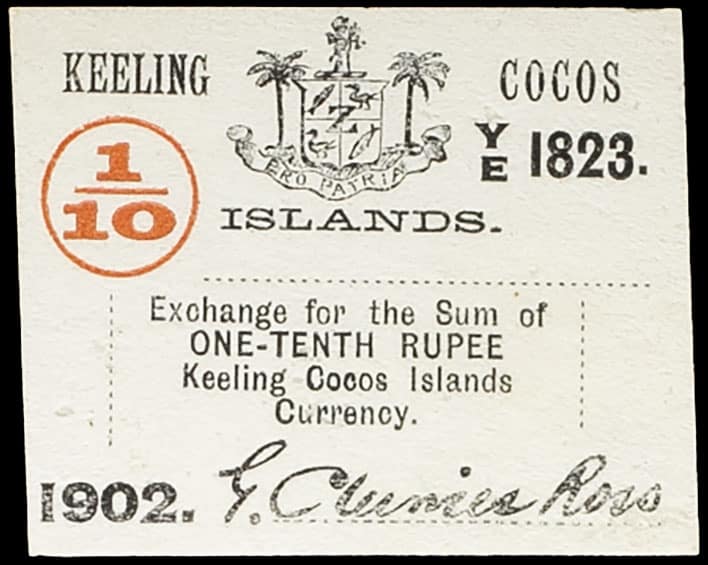 KEELING COCOS
YE 1823.
1/10
PRO PATRIA
ISLANDS.
Exchange for the Sum of
ONE-TENTH RUPEE
Keeling Cocos Islands
Currency.
1902. G. Clunies Ross